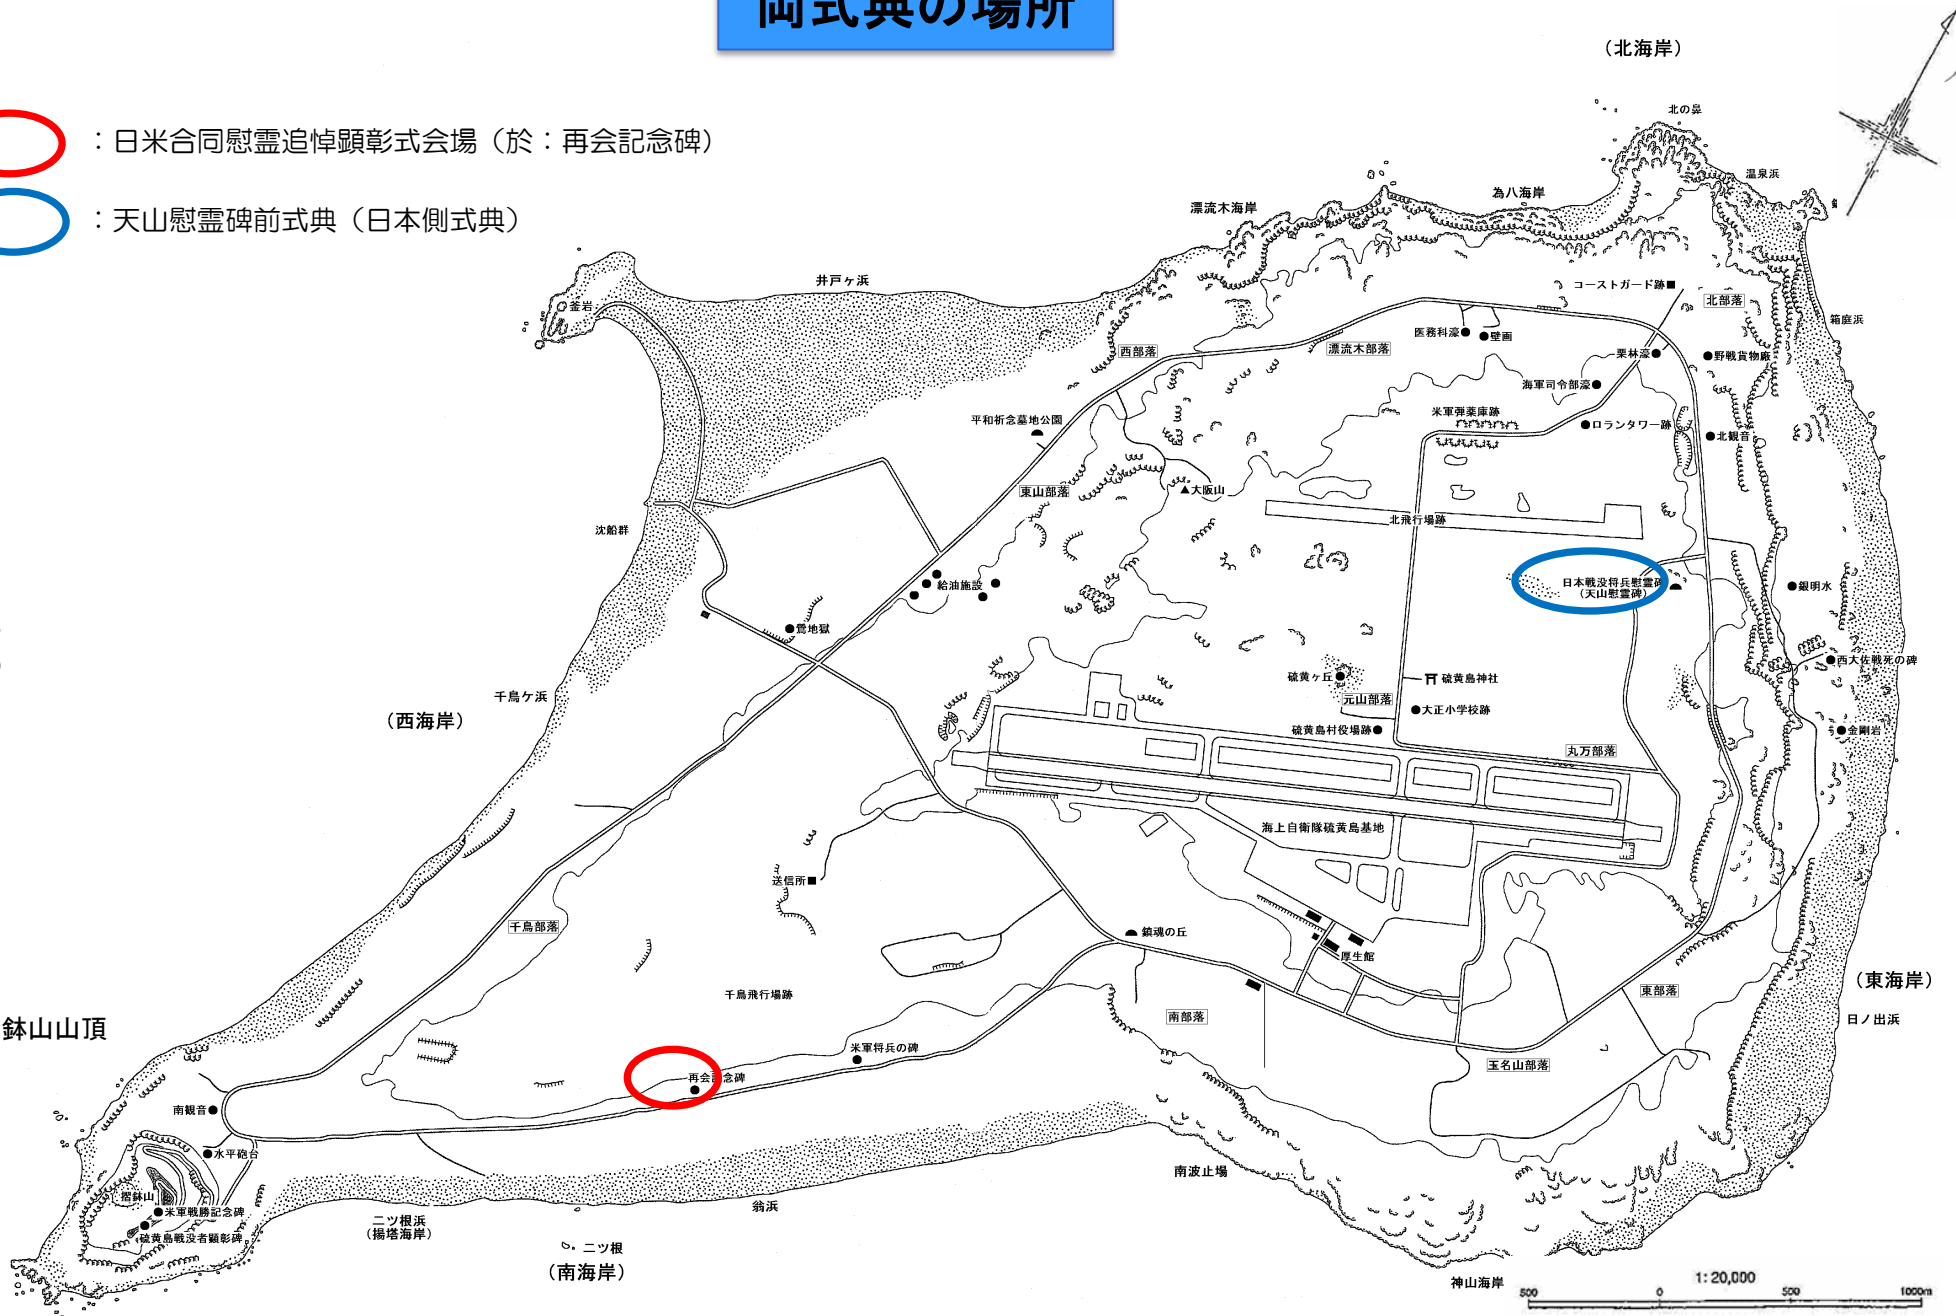 両式典の場所
：日米合同慰霊追悼顕彰式会場（於：再会記念碑）
：天山慰霊碑前式典（日本側式典）
（北海岸）
北の鼻
温泉浜
為八海岸
漂流木海岸
井戸ヶ浜
釜岩
コーストガード跡
北部落
箱庭浜
医務科濠
壁画
西部落
漂流木部落
栗林濠
野戦貨物廠
海軍司令部濠
米軍弾薬庫跡
ロランタワー跡
北観音
平和祈念墓地公園
東山部落
大阪山
北飛行場跡
沈船群
給油施設
日本戦没将兵慰霊碑
（天山慰霊碑）
銀明水
鶯地獄
西大佐戦死の碑
硫黄ヶ丘
硫黄島神社
元山部落
大正小学校跡
千鳥ケ浜
（西海岸）
硫黄島村役場跡
金剛岩
丸万部落
海上自衛隊硫黄島基地
送信所
千鳥部落
鎮魂の丘
厚生館
（東海岸）
東部落
千鳥飛行場跡
南部落
日ノ出浜
鉢山山頂
米軍将兵の碑
再会記念碑
玉名山部落
南観音
水平砲台
南波止場
摺鉢山
米軍戦勝記念碑
硫黄島戦没者顕彰碑
翁浜
二ツ根浜
（揚塔海岸）
二ツ根
（南海岸）
神山海岸
1:20,000
500 0 500 1000m